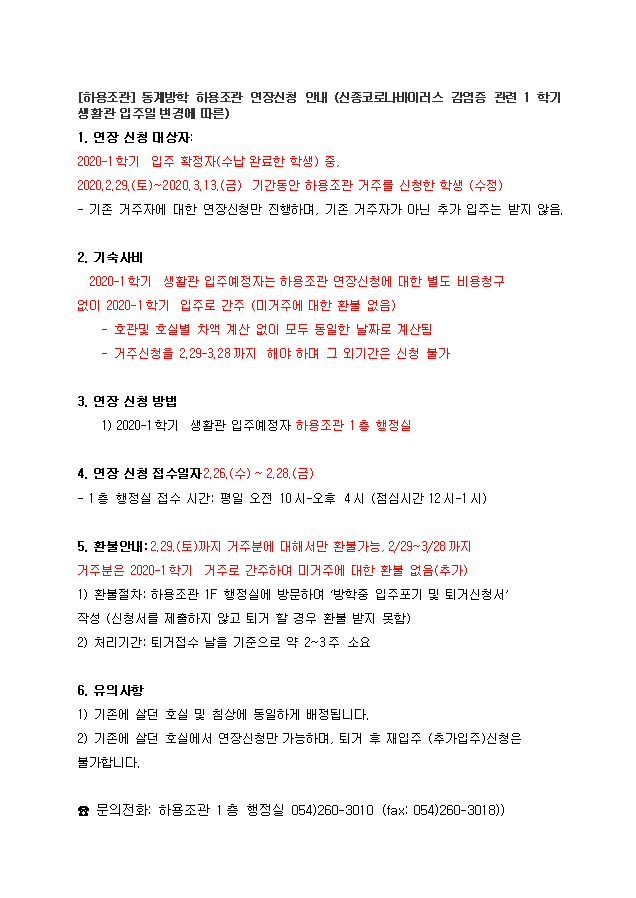 [하용조관] 동계방학 하용조관 연장신청 안내 (신종코로나바이러스 감염증 관련 1 학기
생활관 입주일 변경에 따른)
1. 연장 신청 대상자:
2020-1학기 입주 확정자(수납 완료한 학생) 중,
2020.2.29.(토)~2020.3.13.(금) 기간동안 하용조관 거주를 신청한 학생 (수정)
- 기존 거주자에 대한 연장신청만 진행하며, 기존 거주자가 아닌 추가 입주는 받지 않음.
2. 기숙사비
2020-1학기 생활관 입주예정자는 하용조관 연장신청에 대한 별도 비용청구
없이 2020-1학기 입주로 간주 (미거주에 대한 환불 없음)
- 호관및 호실별 차액 계산 없이 모두 동일한 날짜로 계산됨
- 거주신청을 2.29-3.28까지 해야 하며 그 외기간은 신청 불가
3. 연장 신청 방법
1) 2020-1학기 생활관 입주예정자 하용조관 1층 행정실
4. 연장 신청 접수일자2.26.(수) ~ 2.28.(금)
- 1층 행정실 접수 시간: 평일 오전 10시-오후 4시 (점심시간 12시-1시)
5. 환불안내: 2.29.(토)까지 거주분에 대해서만 환불가능, 2/29~3/28까지
거주분은 2020-1학기 거주로 간주하며 미거주에 대한 환불 없음(추가)
1) 환불절차: 하용조관 1F 행정실에 방문하여 '방학중 입주포기 및 퇴거신청서'
작성 (신청서를 제출하지 않고 퇴거 할 경우 환불 받지 못함)
2) 처리기간: 퇴거접수 날을 기준으로 약 2~3주 소요
6. 유의사항
1) 기존에 살던 호실 및 침상에 동일하게 배정됩니다.
2) 기존에 살던 호실에서 연장신청만 가능하며, 퇴거 후 재입주 (추가입주)신청은
불가합니다.
☎ 문의전화: 하용조관 1층 행정실 054)260-3010 (fax: 054)260-3018))